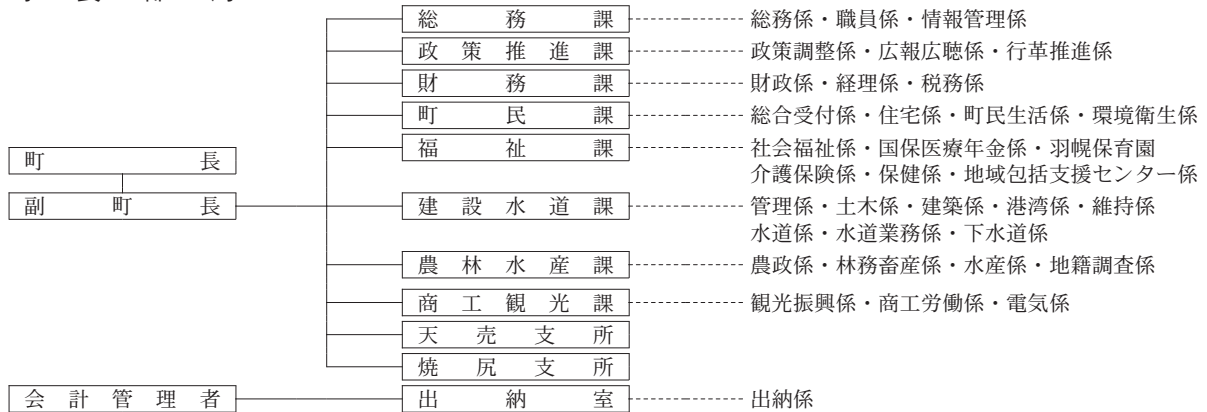 総務課 総務係・職員係・情報管理係
政策推進課 政策調整係・広報広聴係・行革推進係
財務課 財政係・経理係・税務係
町民課 総合受付係・住宅係・町民生活係・環境衛生係
福祉課 社会福祉係・国保医療年金係・羽幌保育園
町長
介護保険係・保健係・地域包括支援センター係
副町長 建設水道課 管理係・土木係・建築係・港湾係・維持係
水道係・水道業務係・下水道係
農林水産課 農政係・林務畜産係・水産係・地籍調査係
商工観光課 観光振興係・商工労働係・電気係
天売支所
焼尻支所
会計管理者 出納室 出納係